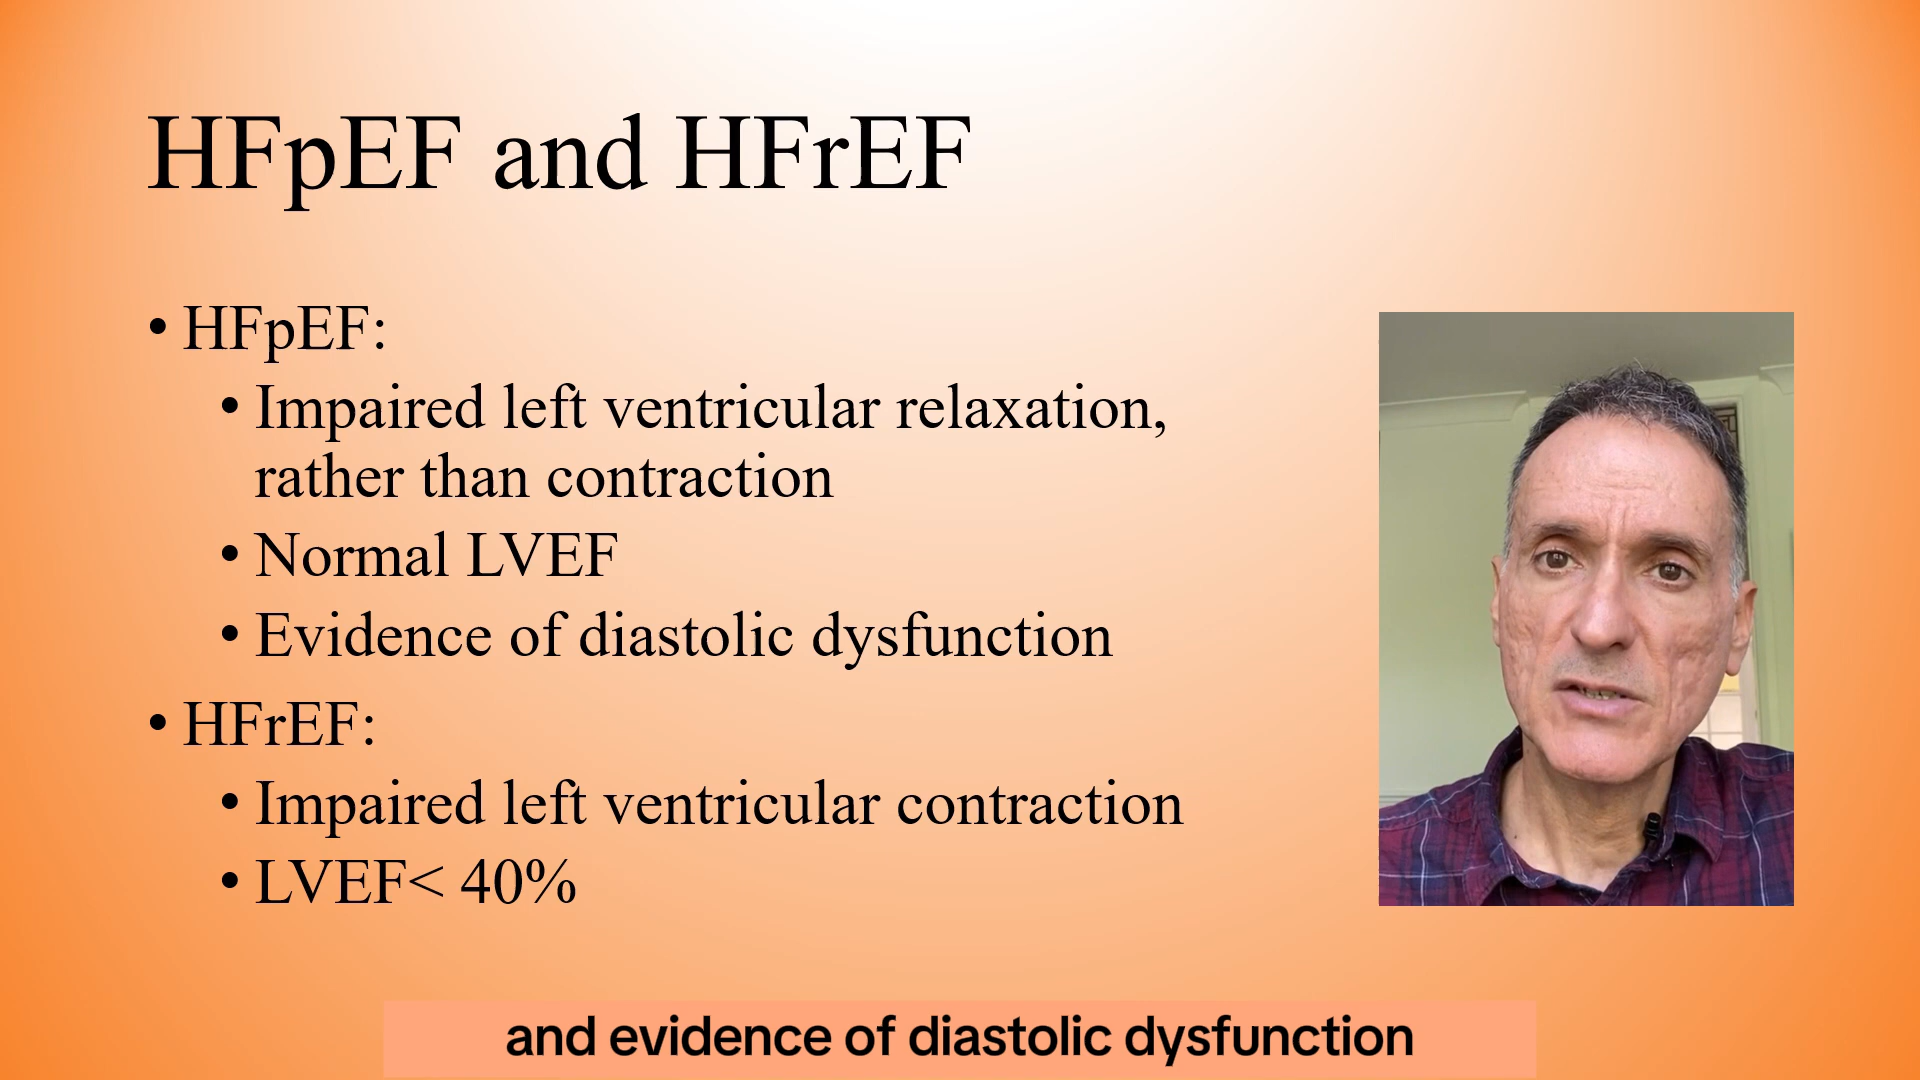 HFpEF and HFrEF
• HFpEF:
• Impaired left ventricular relaxation,
rather than contraction
• Normal LVEF
• Evidence of diastolic dysfunction
• HFrEF:
• Impaired left ventricular contraction
• LVEF< 40%
and evidence of diastolic dysfunction